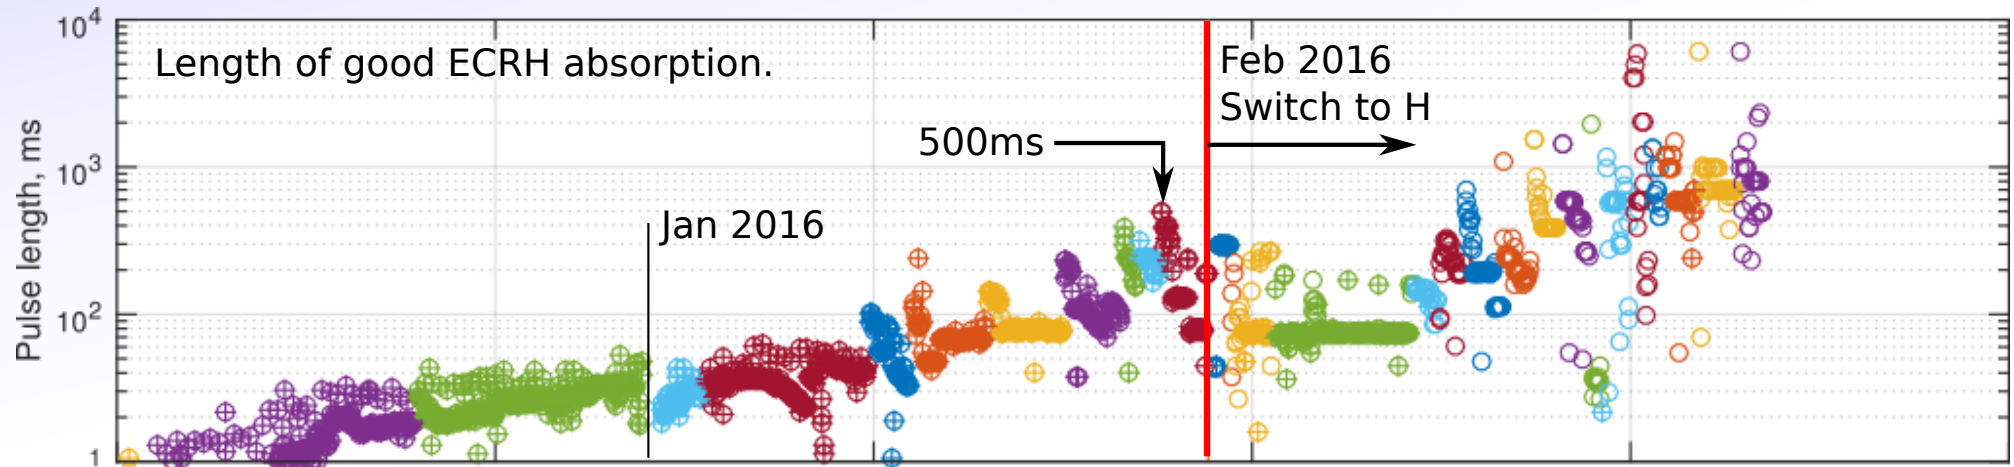 10^4
Length of good ECRH absorption.
Feb 2016
Switch to H
500ms
10^3
Jan 2016
10^2
1
Pulse length, ms